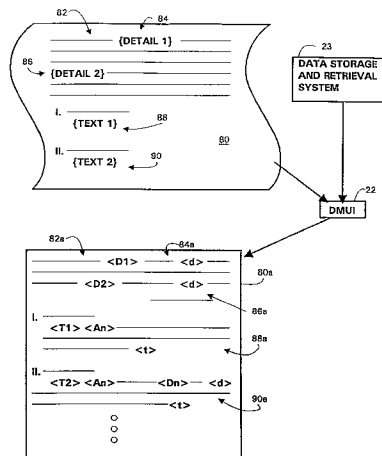 82
84
{DETAIL 1}
86
{DETAIL 2}
I.
{TEXT 1}
88
II.
{TEXT 2}
90
80
23
DATA STORAGE
AND RETRIEVAL
SYSTEM
22
DMUI
82a
84a
<D1> <d>
80a
<D2> <d>
86a
I.
<T1> <An>
<t>
88a
II.
<T2> <An> <Dn> <d>
<t>
90a